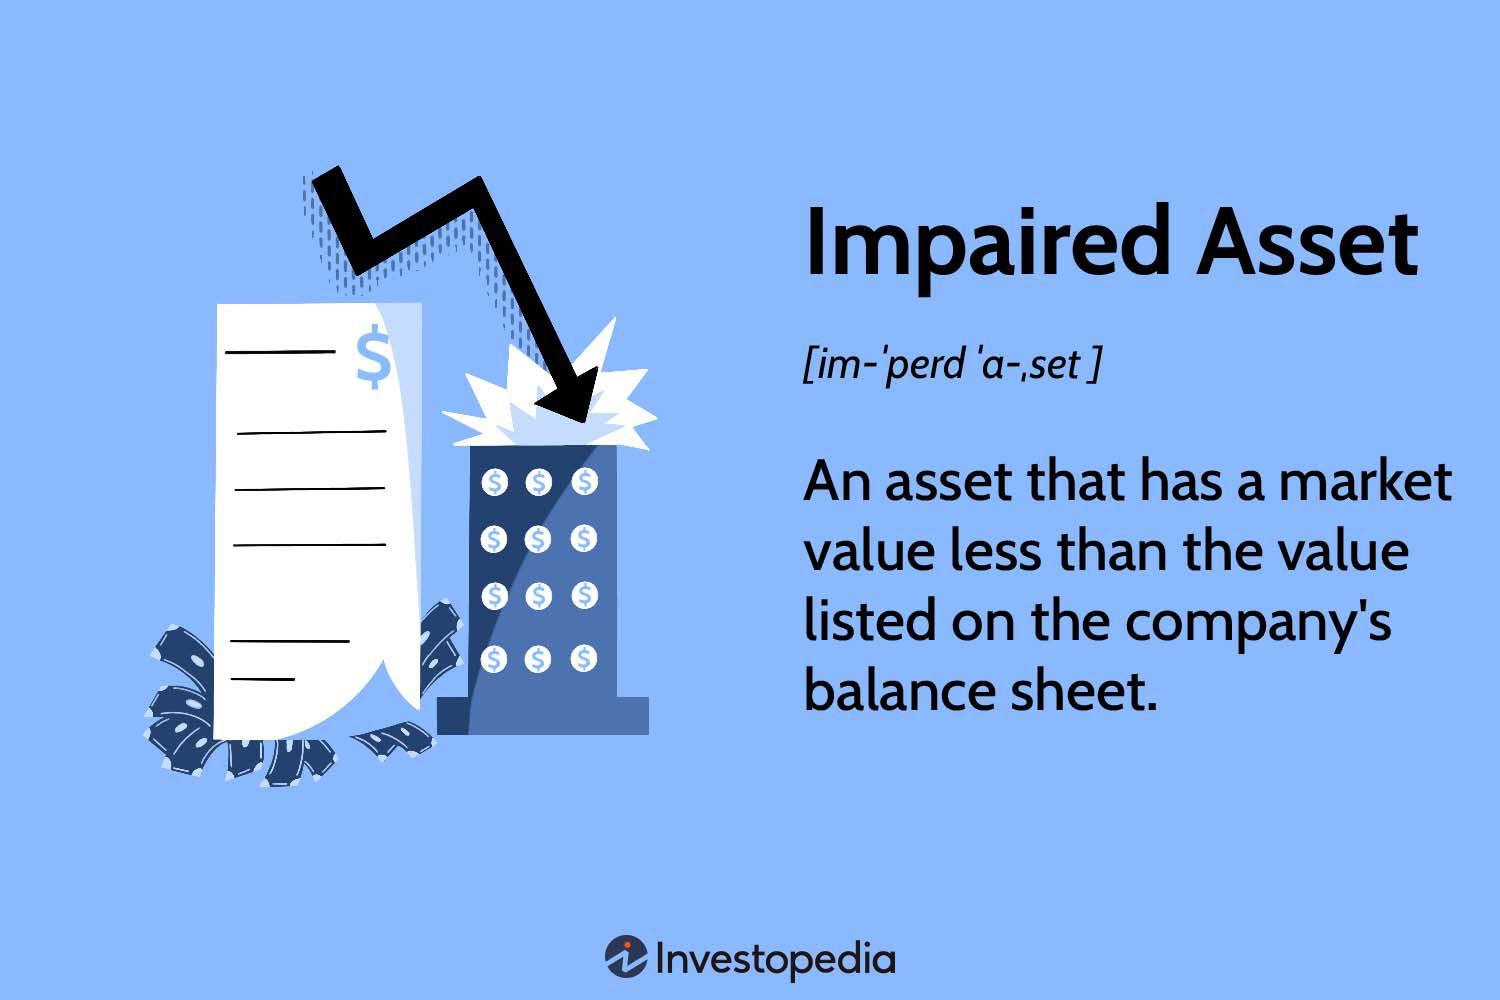 $
$ $ $
$ $ $
$ $ $
$ $ $
Impaired Asset
[im-ˈperd ˈa-ˌset ]
An asset that has a market
value less than the value
listed on the company's
balance sheet.
Investopedia